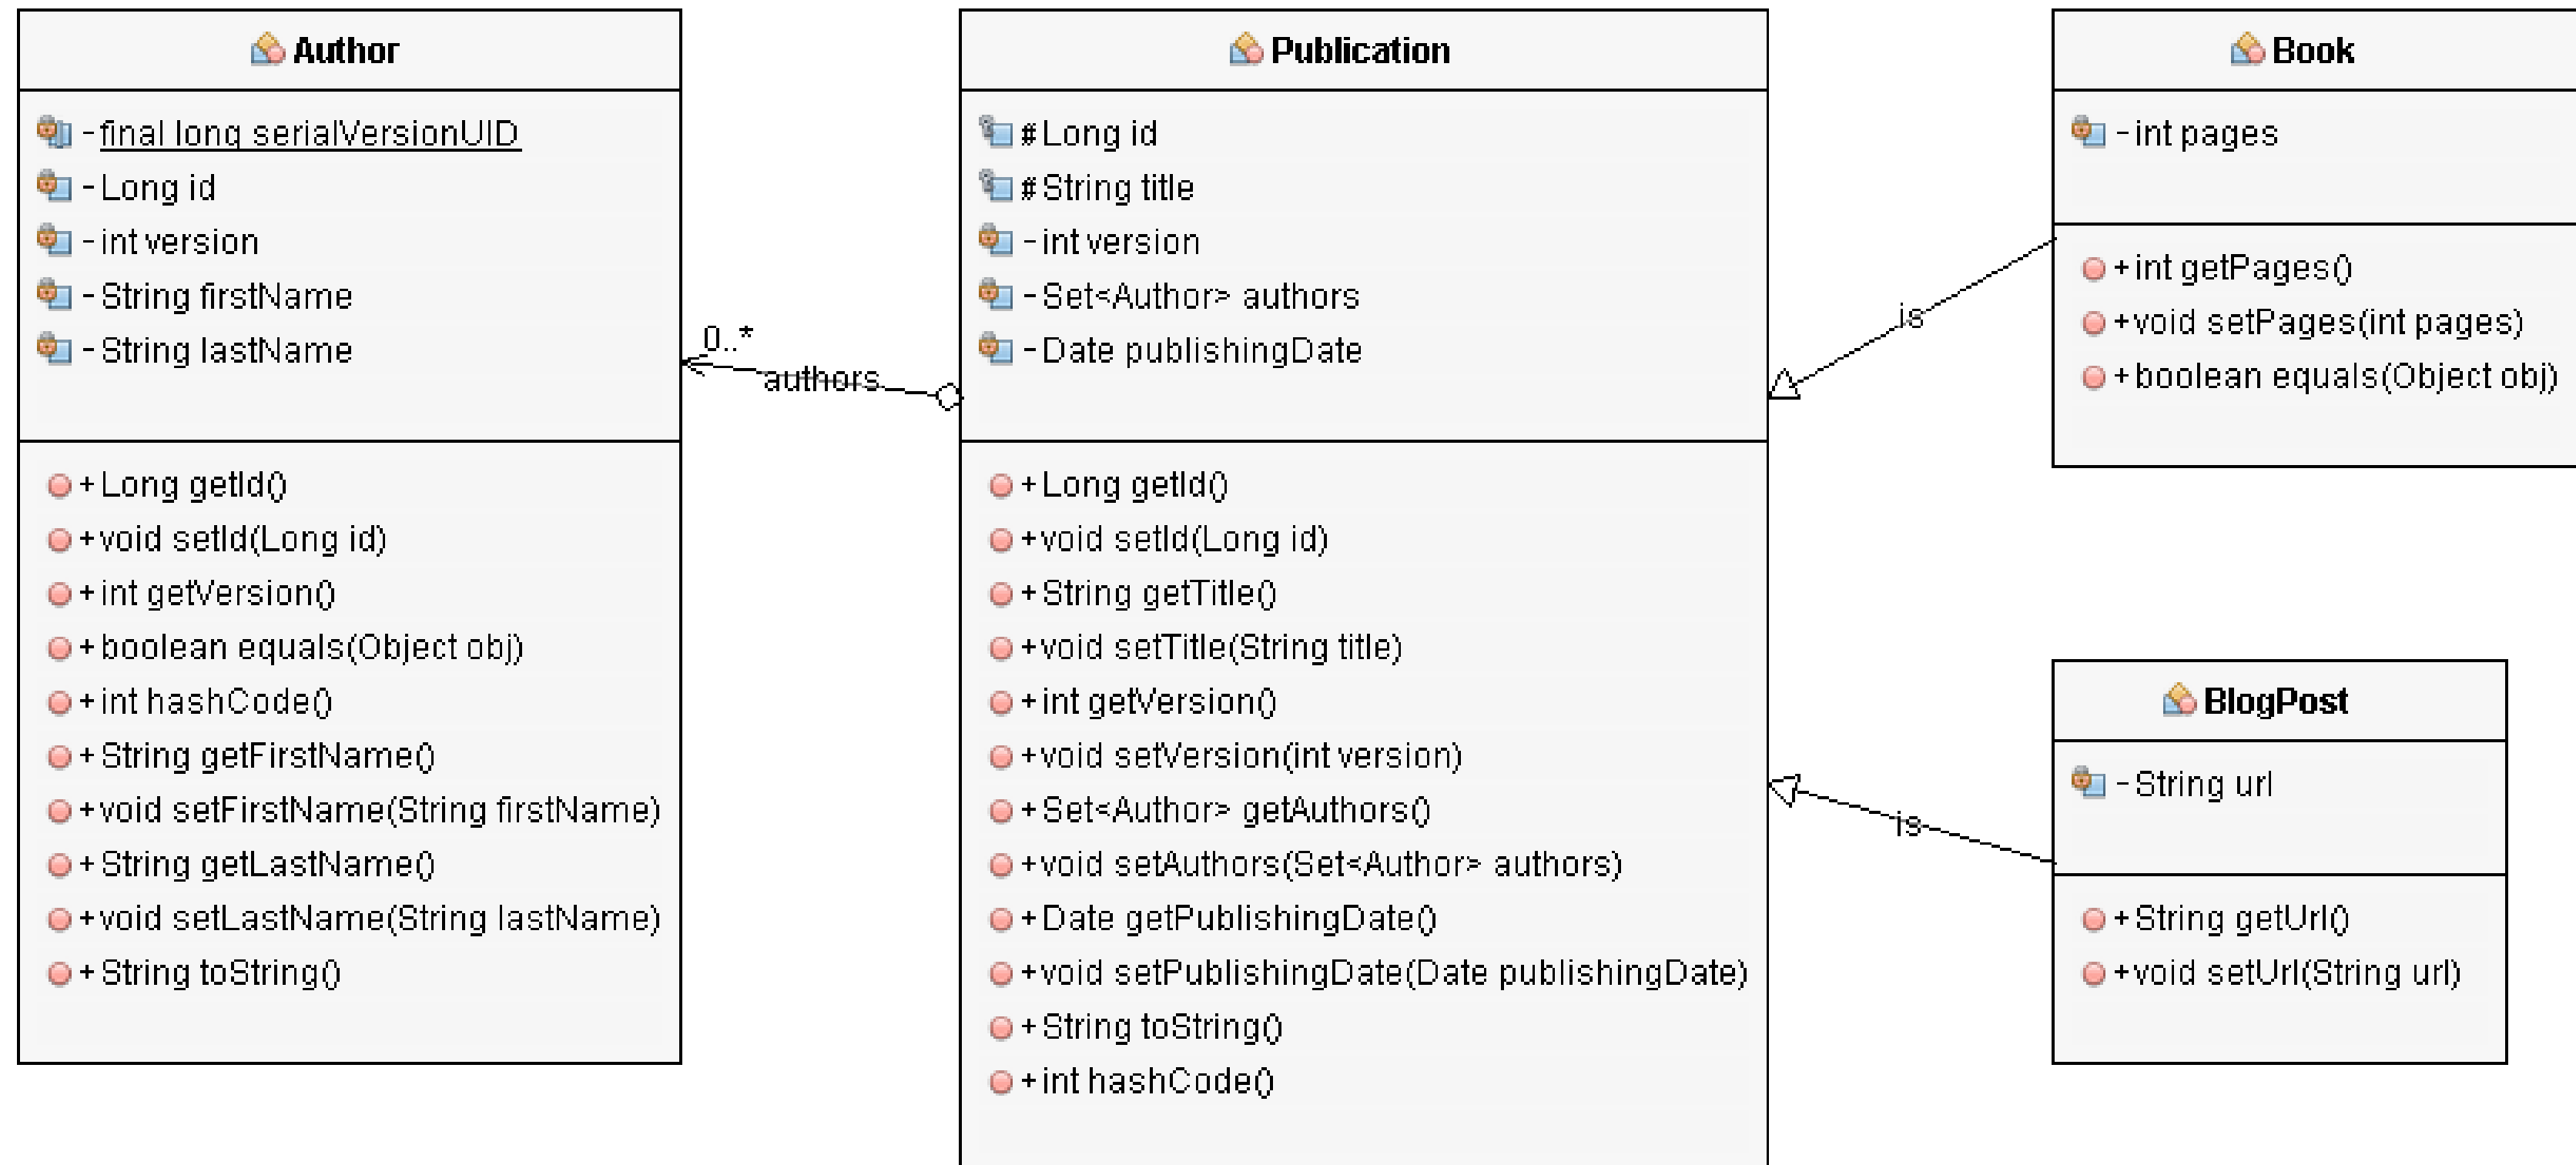 Author
-final long serialVersionUID
-Long id
-int version
-String firstName
-String lastName
+Long getId()
+void setId(Long id)
+int getVersion()
+boolean equals(Object obj)
+int hashCode()
+String getFirstName()
+void setFirstName(String firstName)
+String getLastName()
+void setLastName(String lastName)
+String toString()
0..*
authors
Publication
#Long id
#String title
-int version
-Set<Author> authors
-Date publishingDate
+Long getId()
+void setId(Long id)
+String getTitle()
+void setTitle(String title)
+int getVersion()
+void setVersion(int version)
+Set<Author> getAuthors()
+void setAuthors(Set<Author> authors)
+Date getPublishingDate()
+void setPublishingDate(Date publishingDate)
+String toString()
+int hashCode()
is
is
Book
-int pages
+int getPages()
+void setPages(int pages)
+boolean equals(Object obj)
BlogPost
-String url
+String getUrl()
+void setUrl(String url)